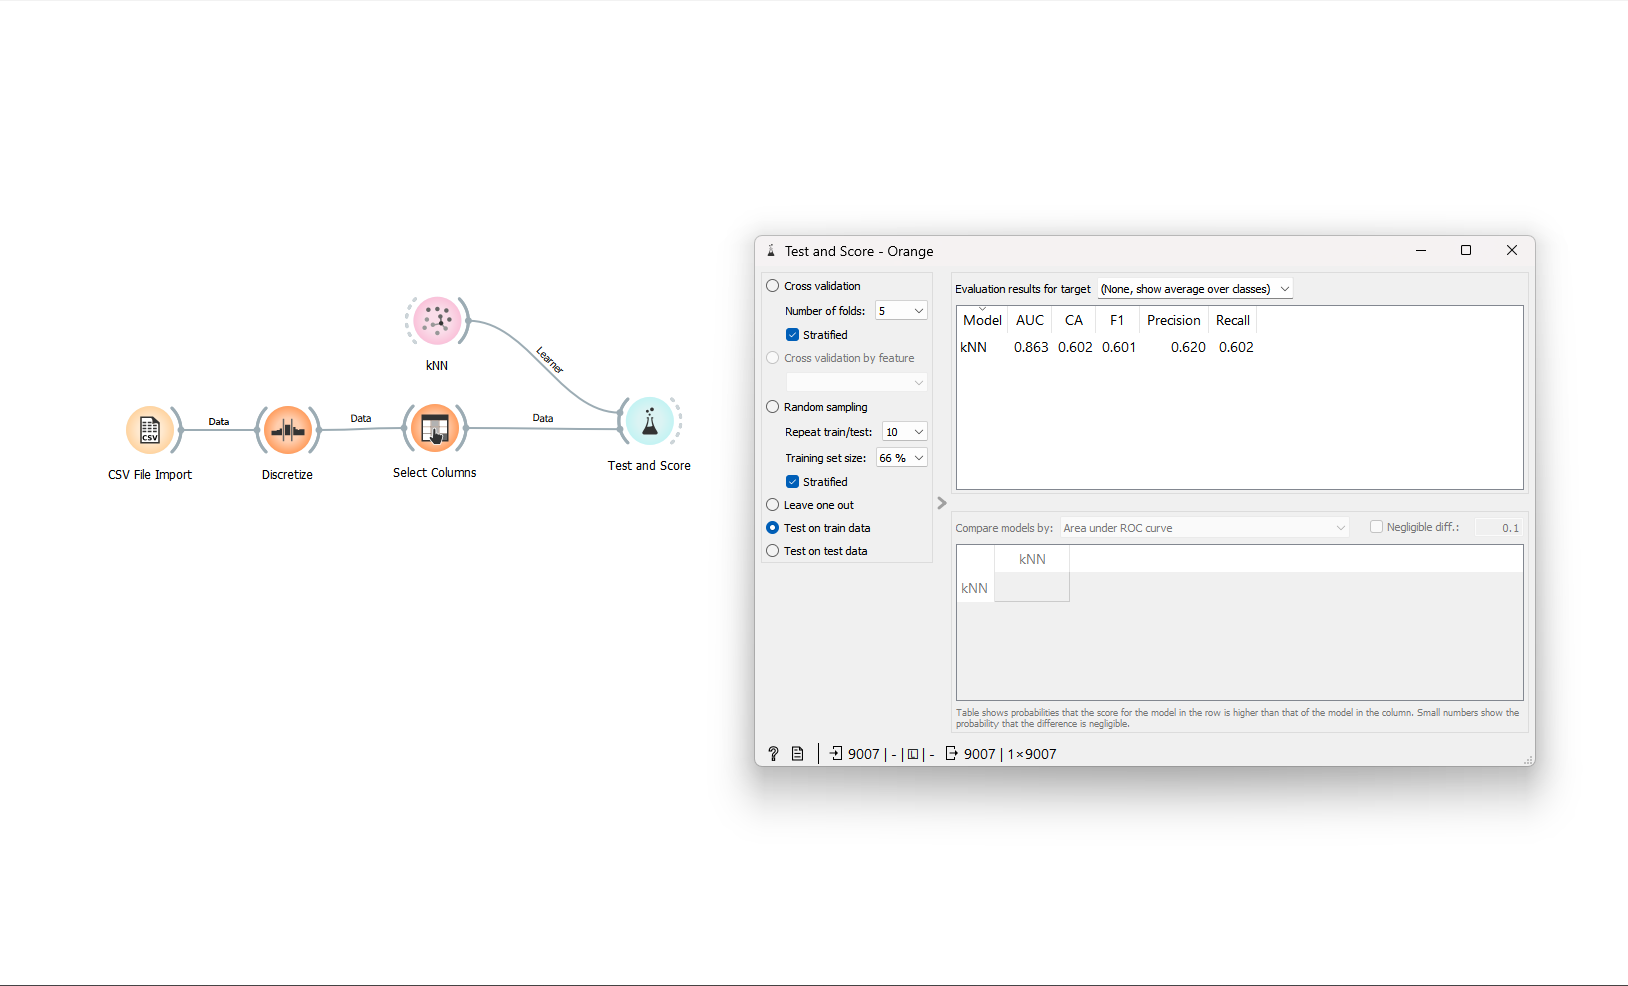 kNN
Learner
CSV
Data
Data
Data
CSV File Import
Discretize
Select Columns
Test and Score
Test and Score - Orange
Cross validation
Number of folds: 5
Stratified
Cross validation by feature
Random sampling
Repeat train/test: 10
Training set size: 66 %
Stratified
Leave one out
Test on train data
Test on test data
Evaluation results for target (None, show average over classes)
Model AUC CA F1 Precision Recall
kNN 0.863 0.602 0.601 0.620 0.602
Compare models by: Area under ROC curve Negligible diff.: 0.1
kNN
kNN
Table shows probabilities that the score for the model in the row is higher than that of the model in the column. Small numbers show the
probability that the difference is negligible.
? 9007 | - | L | - 9007 | 1×9007